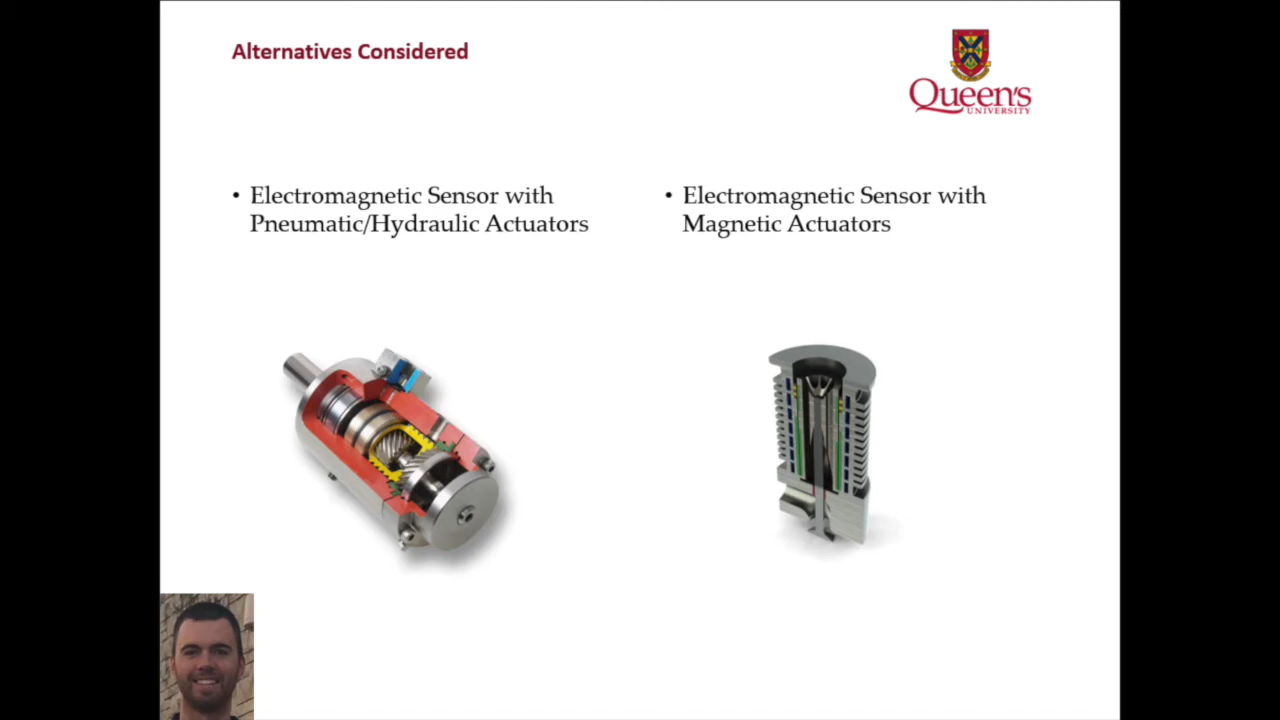 Alternatives Considered
Queen's
UNIVERSITY
• Electromagnetic Sensor with
Pneumatic/Hydraulic Actuators
• Electromagnetic Sensor with
Magnetic Actuators